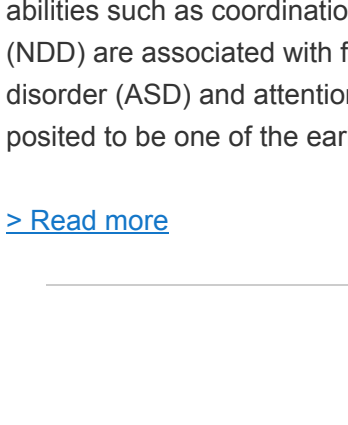 abilities such as coordinatio
(NDD) are associated with f
disorder (ASD) and attention
posited to be one of the ear
> Read more